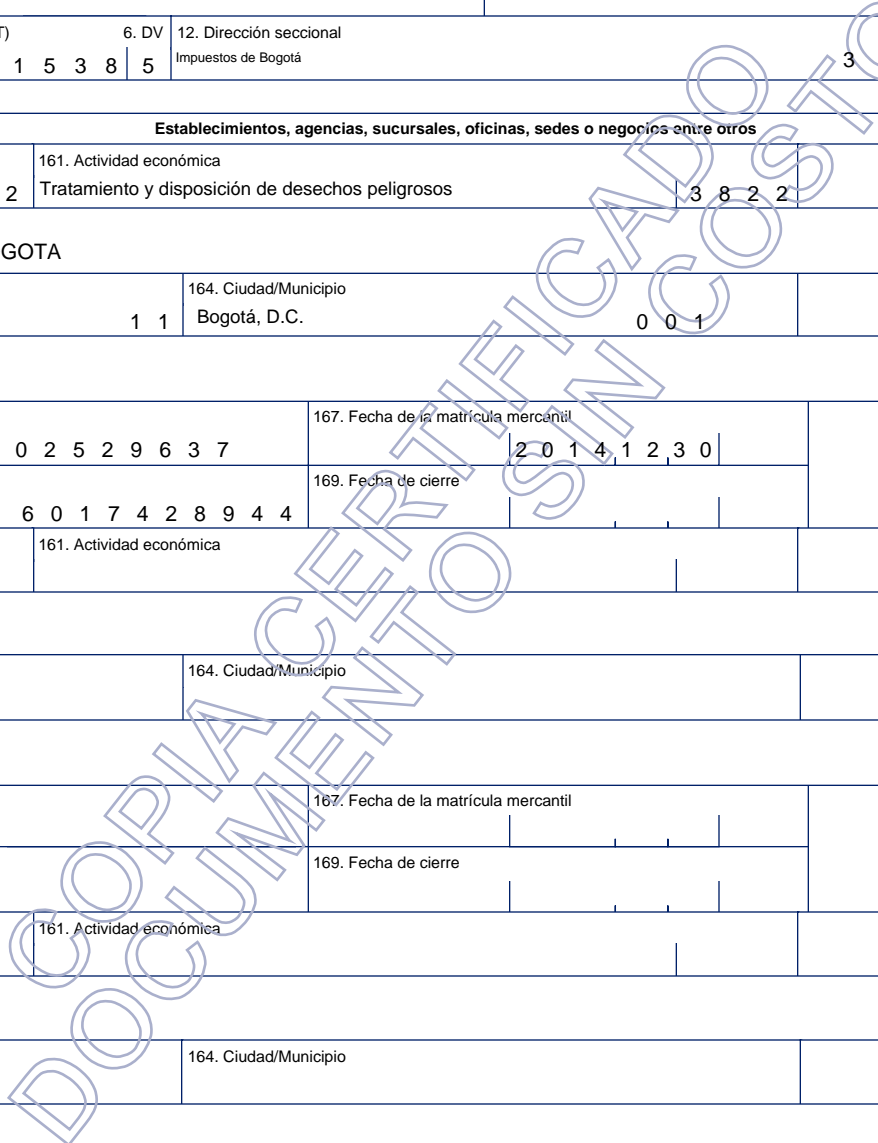 T) 6. DV 12. Dirección seccional
1 5 3 8 5 Impuestos de Bogotá 3
Establecimientos, agencias, sucursales, oficinas, sedes o negocios entre otros
161. Actividad económica
2 Tratamiento y disposición de desechos peligrosos 3 8 2 2
GOTA
164. Ciudad/Municipio
1 1 Bogotá, D.C. 0 0 1
167. Fecha de la matrícula mercantil
0 2 5 2 9 6 3 7 2 0 1 4 1 2 3 0
169. Fecha de cierre
6 0 1 7 4 2 8 9 4 4
161. Actividad económica
164. Ciudad/Municipio
167. Fecha de la matrícula mercantil
169. Fecha de cierre
161. Actividad económica
164. Ciudad/Municipio
COPIA CERTIFICADO
DOCUMENTO SIN COSTO